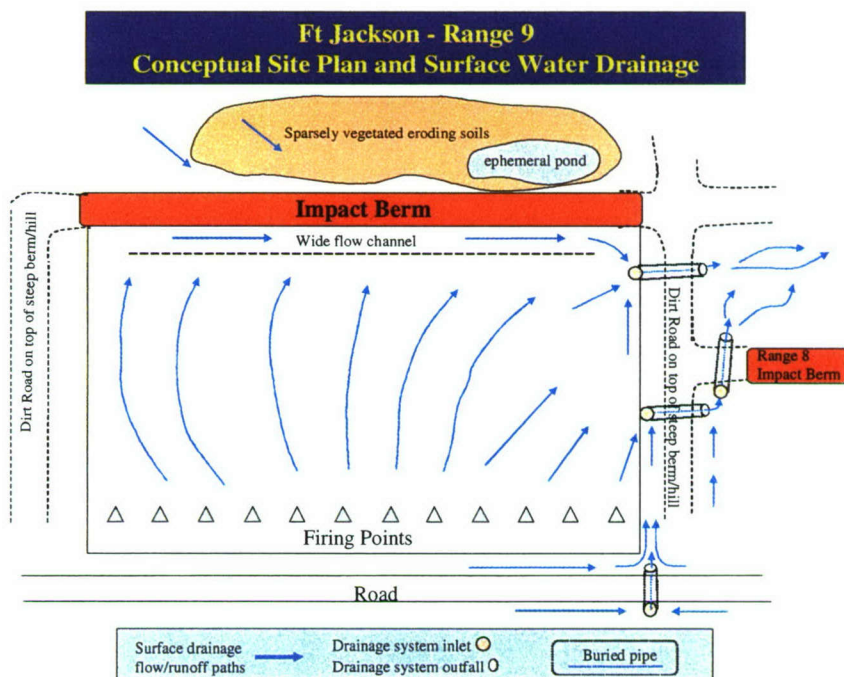 Ft Jackson - Range 9
Conceptual Site Plan and Surface Water Drainage
Sparsely vegetated eroding soils
ephemeral pond
Impact Berm
Wide flow channel
Dirt Road on top of steep berm/hill
Dirt Road on top of steep berm/hill
Range 8
Impact Berm
Firing Points
Road
Surface drainage
flow/runoff paths
Drainage system inlet
Drainage system outfall
Buried pipe